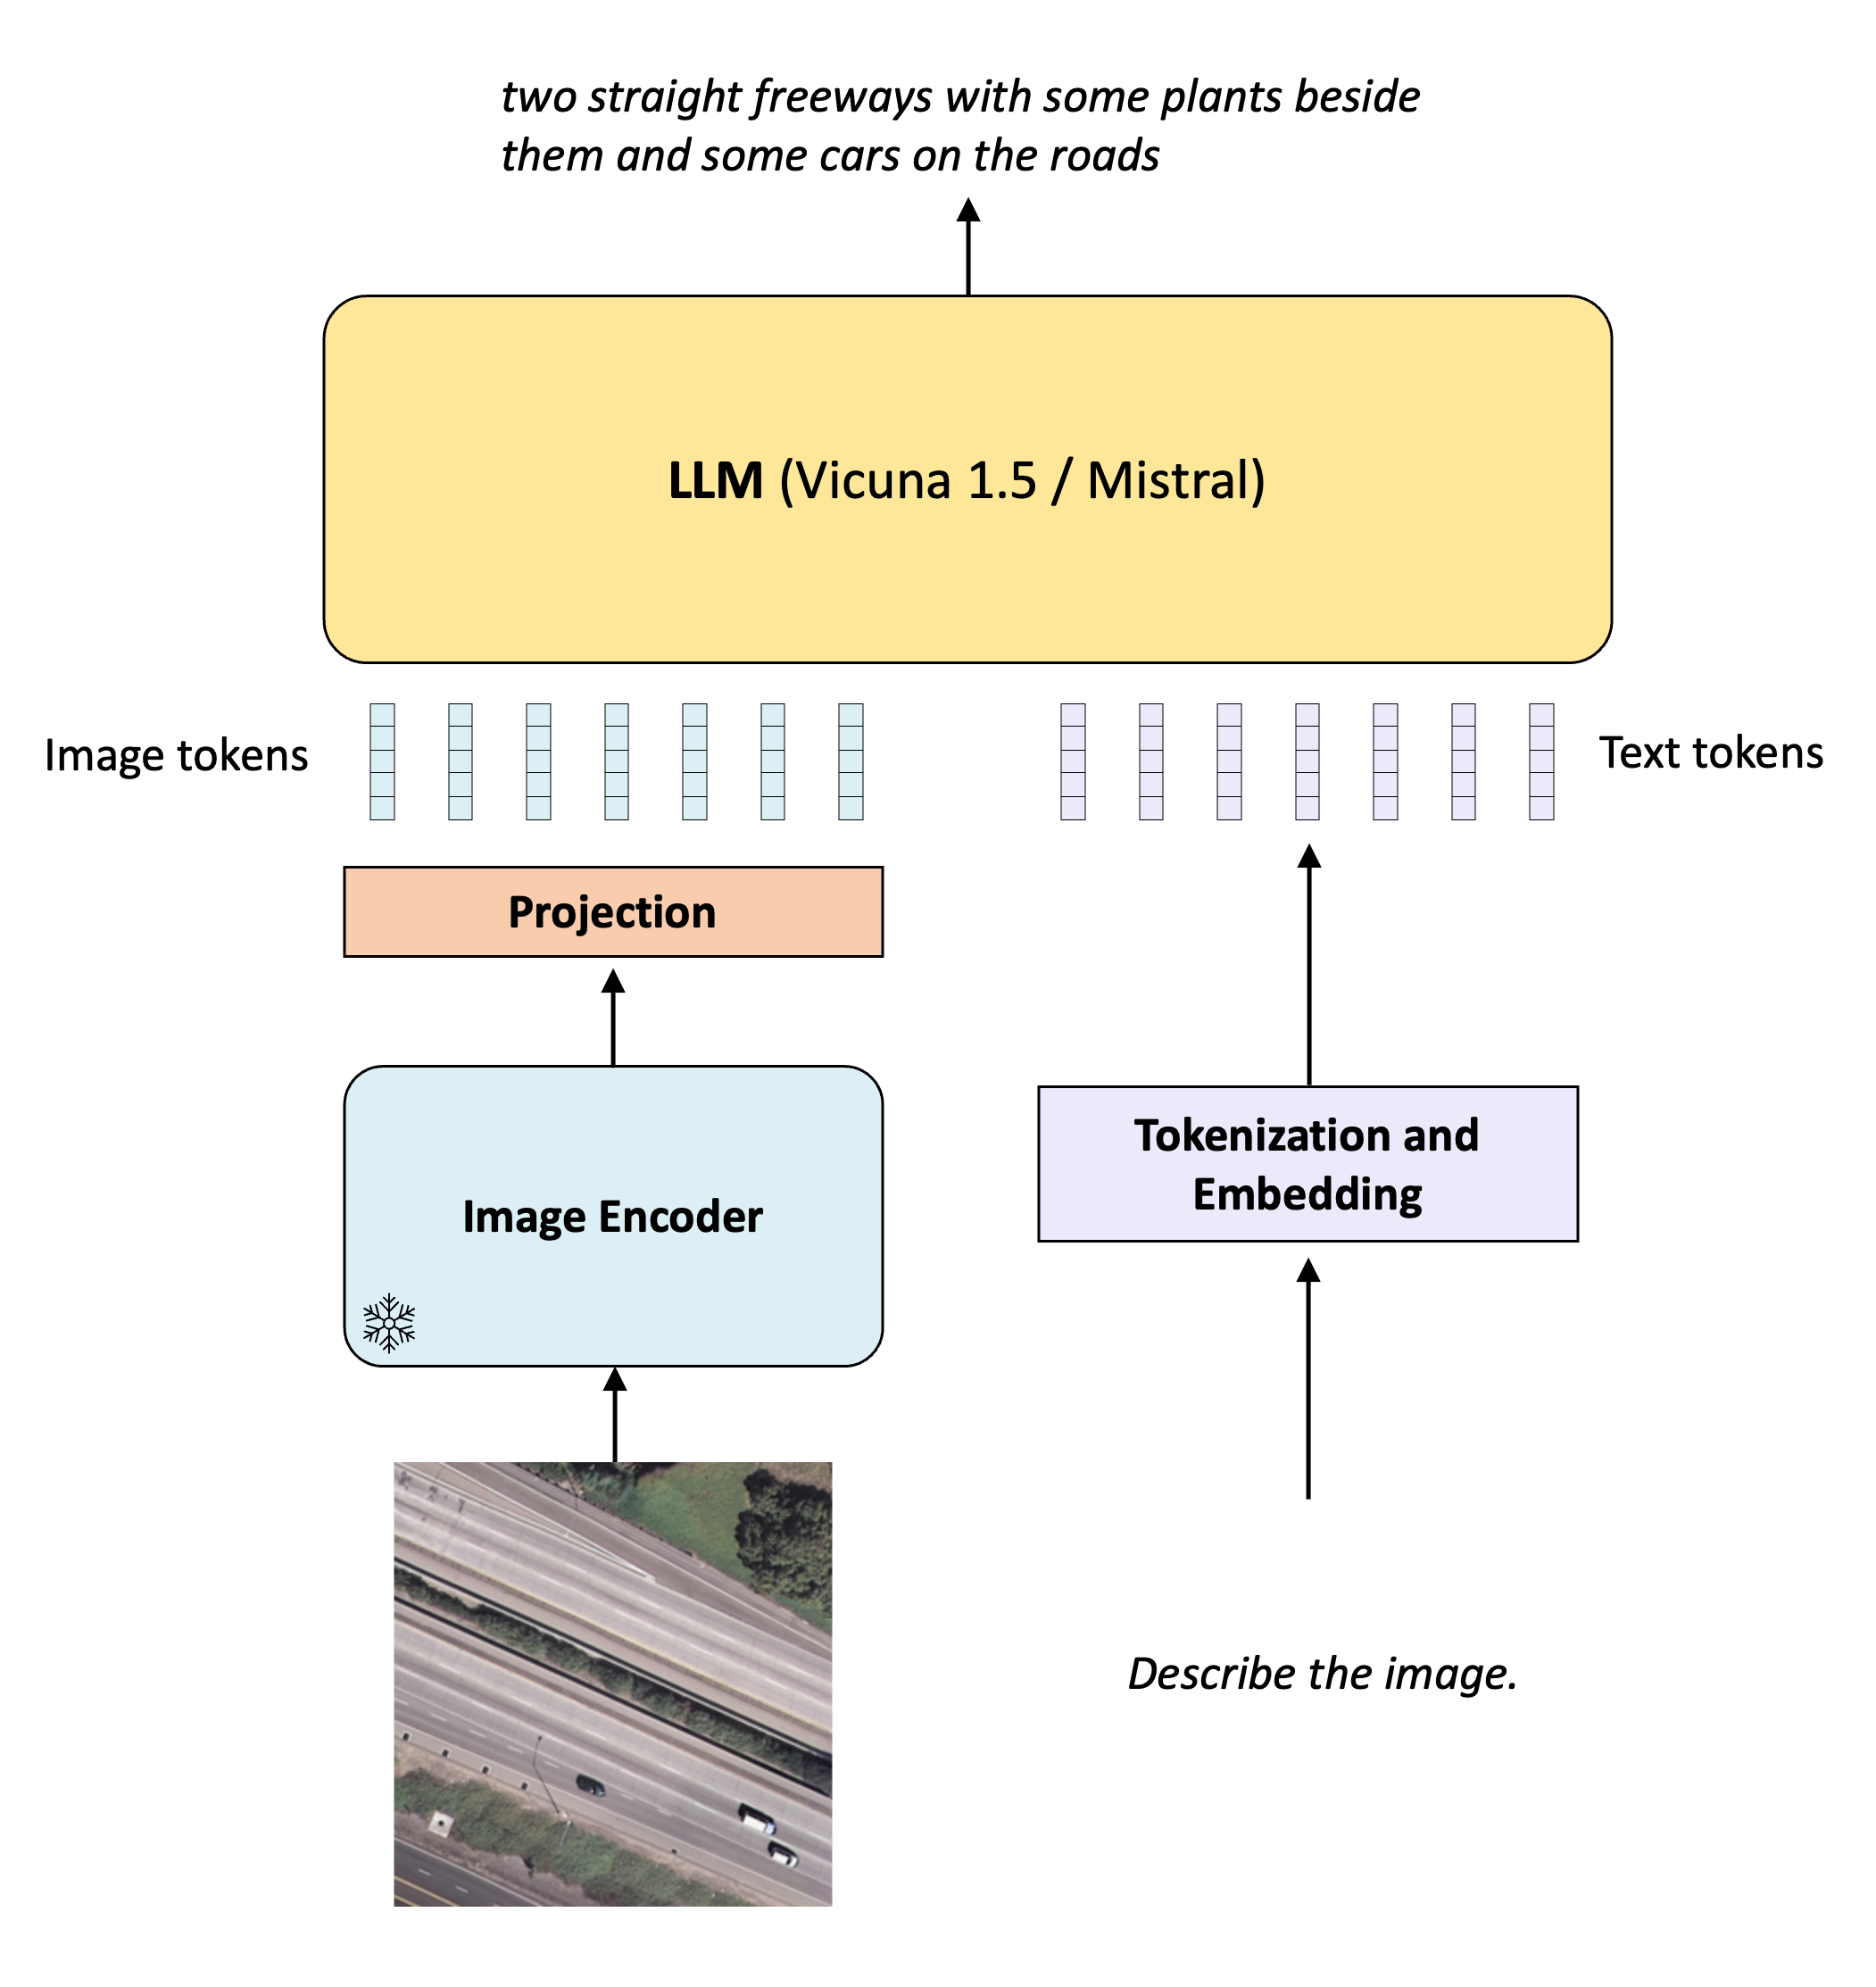 two straight freeways with some plants beside
them and some cars on the roads
LLM (Vicuna 1.5 / Mistral)
Image tokens
Text tokens
Projection
Tokenization and
Embedding
Image Encoder
Describe the image.